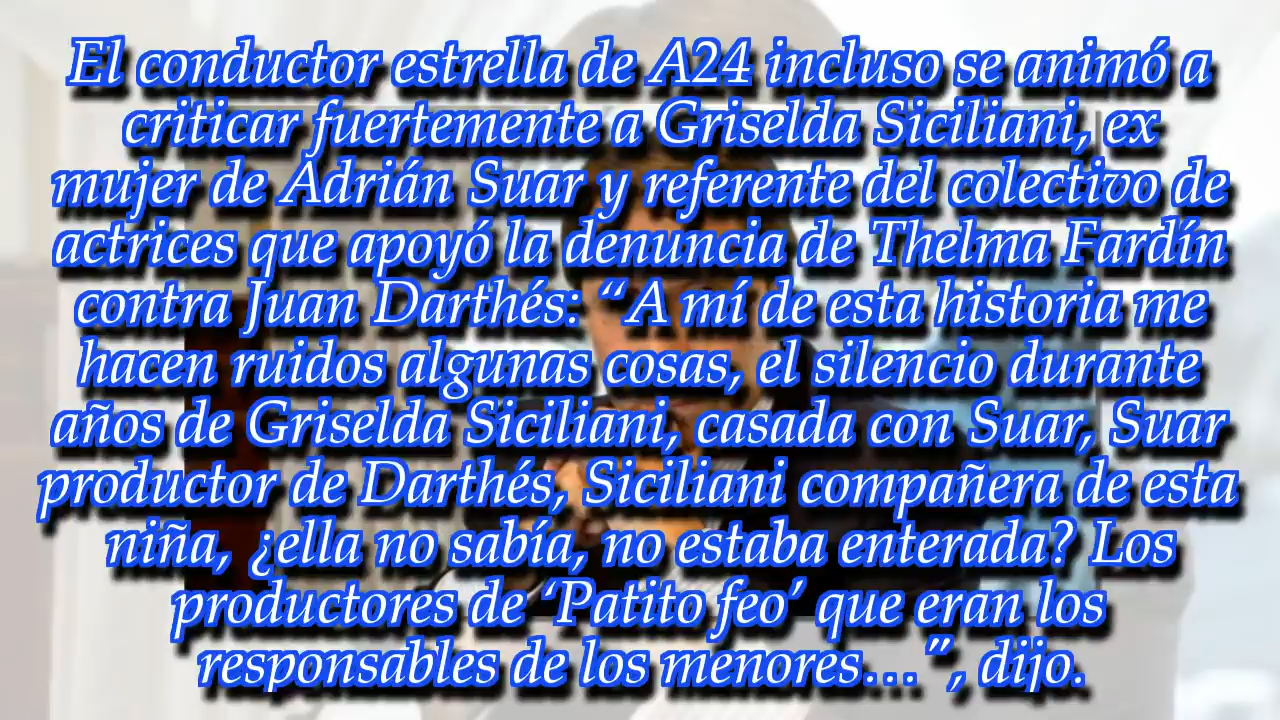 El conductor estrella de A24 incluso se animó a
criticar fuertemente a Griselda Siciliani, ex
mujer de Adrián Suar y referente del colectivo de
actrices que apoyó la denuncia de Thelma Fardín
contra Juan Darthés: “A mí de esta historia me
hacen ruidos algunas cosas, el silencio durante
años de Griselda Siciliani, casada con Suar, Suar
productor de Darthés, Siciliani compañera de esta
niña, ¿ella no sabía, no estaba enterada? Los
productores de ‘Patito feo’ que eran los
responsables de los menores…”, dijo.